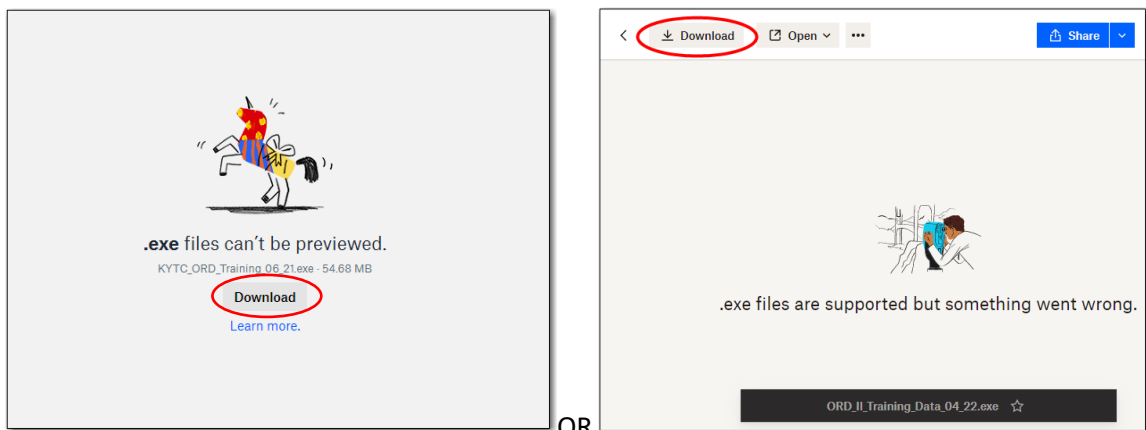 .exe files can't be previewed.
KYTC_ORD_Training_06_21.exe · 54.68 MB
Download
Learn more.
OR
Download Open Share
.exe files are supported but something went wrong.
ORD_II_Training_Data_04_22.exe